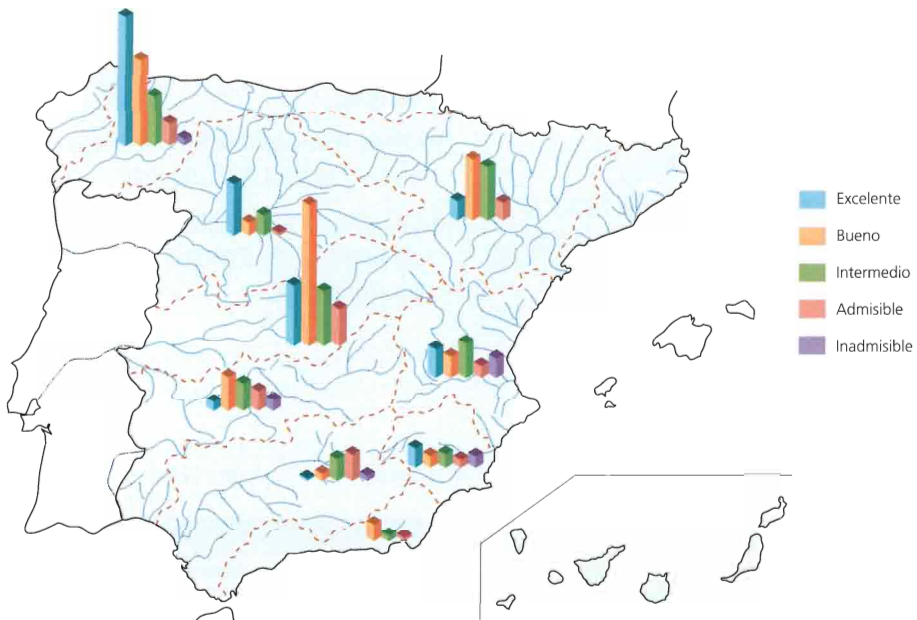 Excelente
Bueno
Intermedio
Admisible
Inadmisible